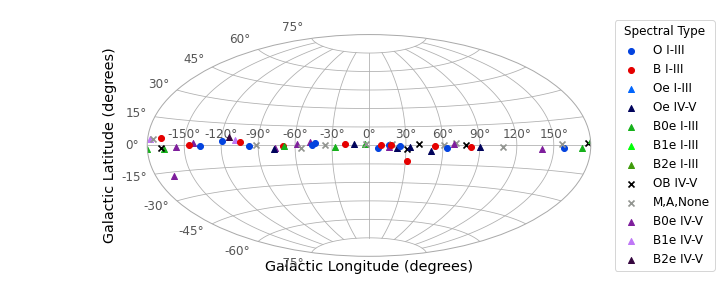 75°
60°
45°
30°
15°
0°
-15°
-30°
-45°
-60°
-75°
-150°
-120°
-90°
-60°
-30°
0°
30°
60°
90°
120°
150°
Galactic Latitude (degrees)
Galactic Longitude (degrees)
Spectral Type
O I-III
B I-III
Oe I-III
Oe IV-V
B0e I-III
B1e I-III
B2e I-III
OB IV-V
M,A,None
B0e IV-V
B1e IV-V
B2e IV-V